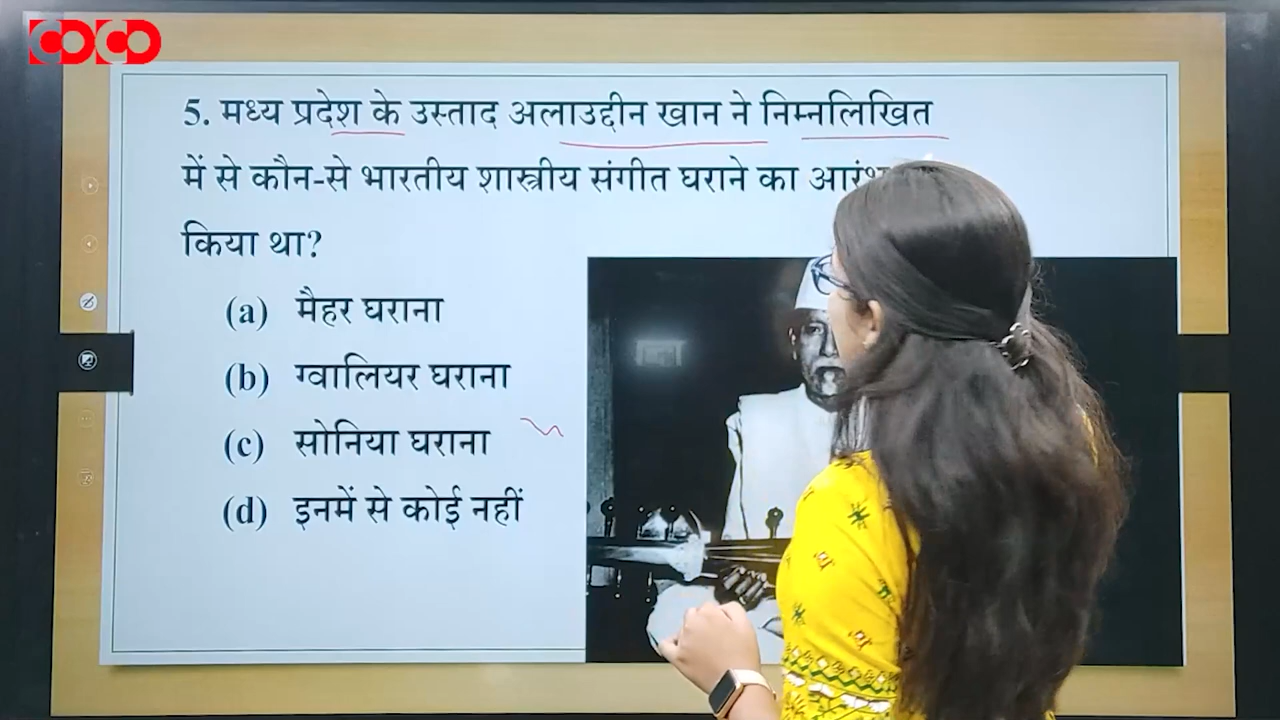 5. मध्य प्रदेश के उस्ताद अलाउद्दीन खान ने निम्नलिखित
में से कौन-से भारतीय शास्त्रीय संगीत घराने का
किया था?
(a) मैहर घराना
(b) ग्वालियर घराना
(c) सोनिया घराना
(d) इनमें से कोई नहीं